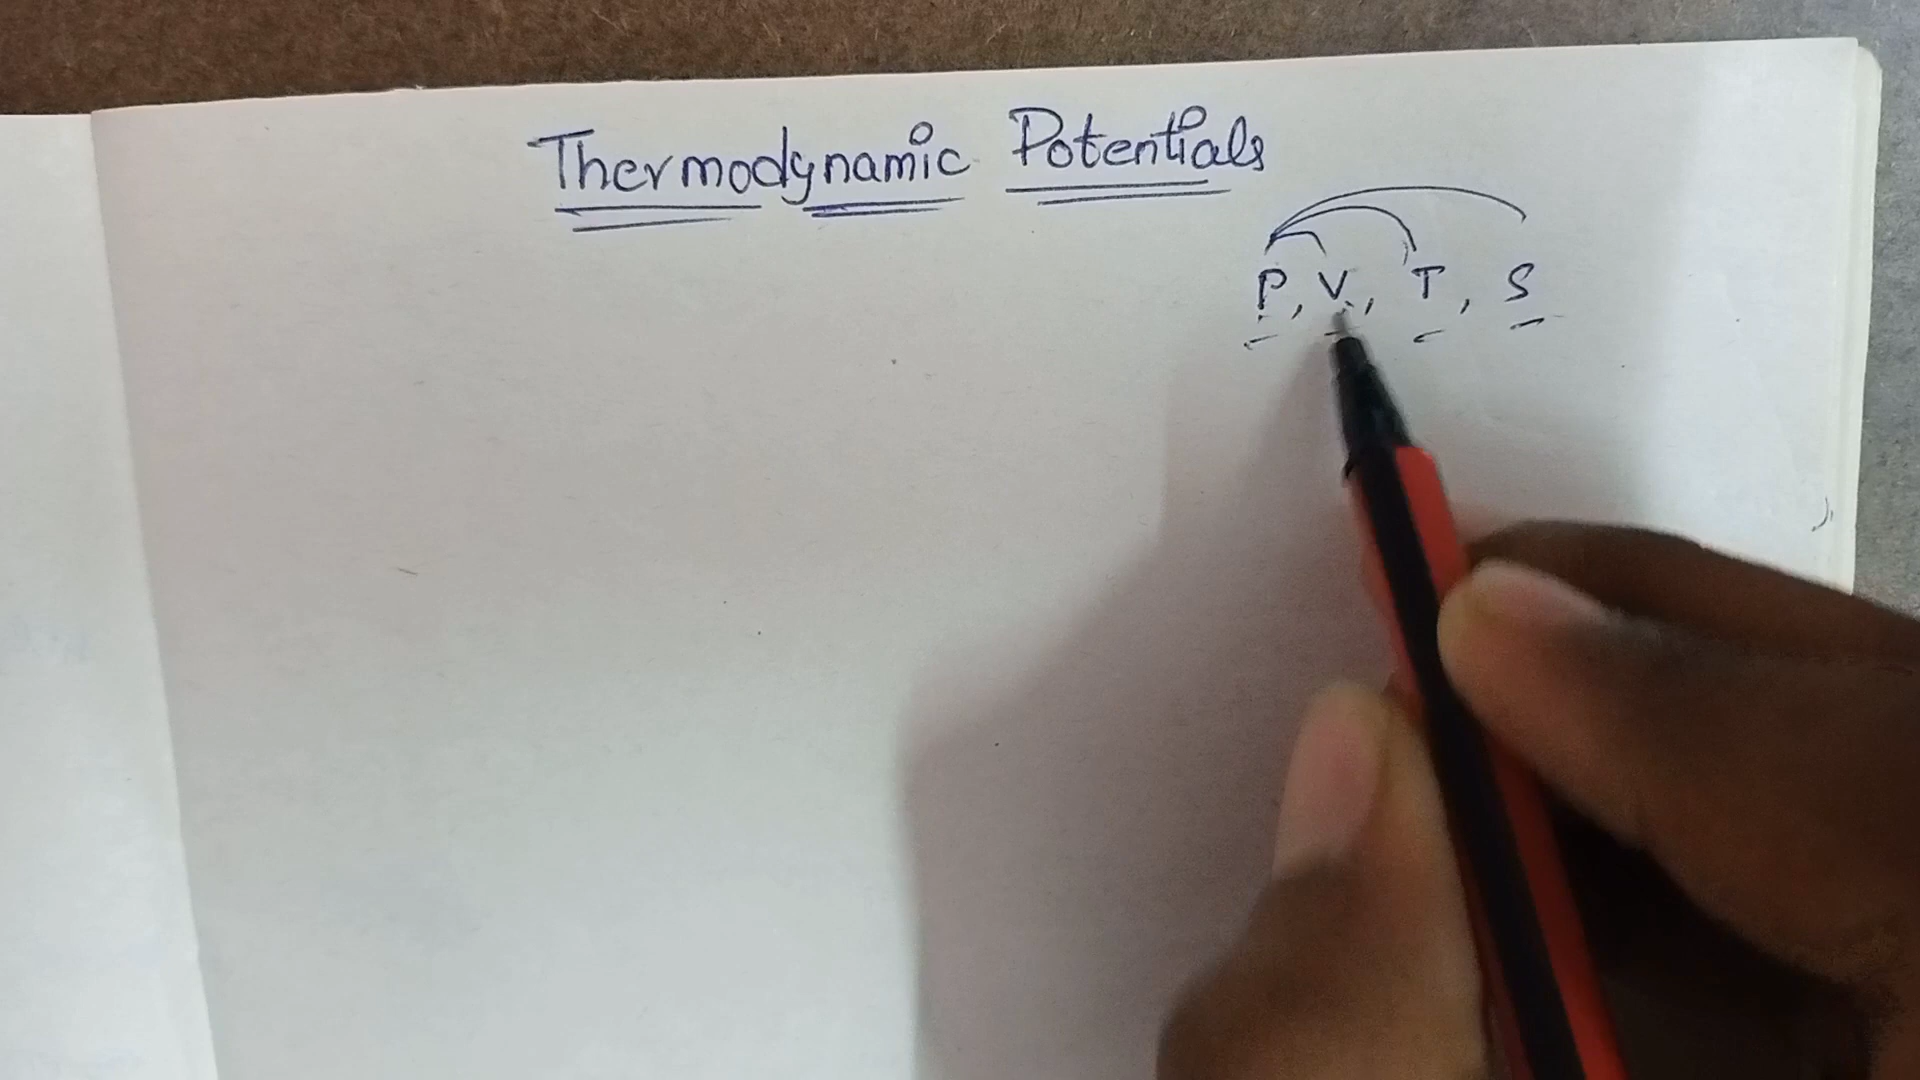 Thermodynamic Potentials
P, V, T, S